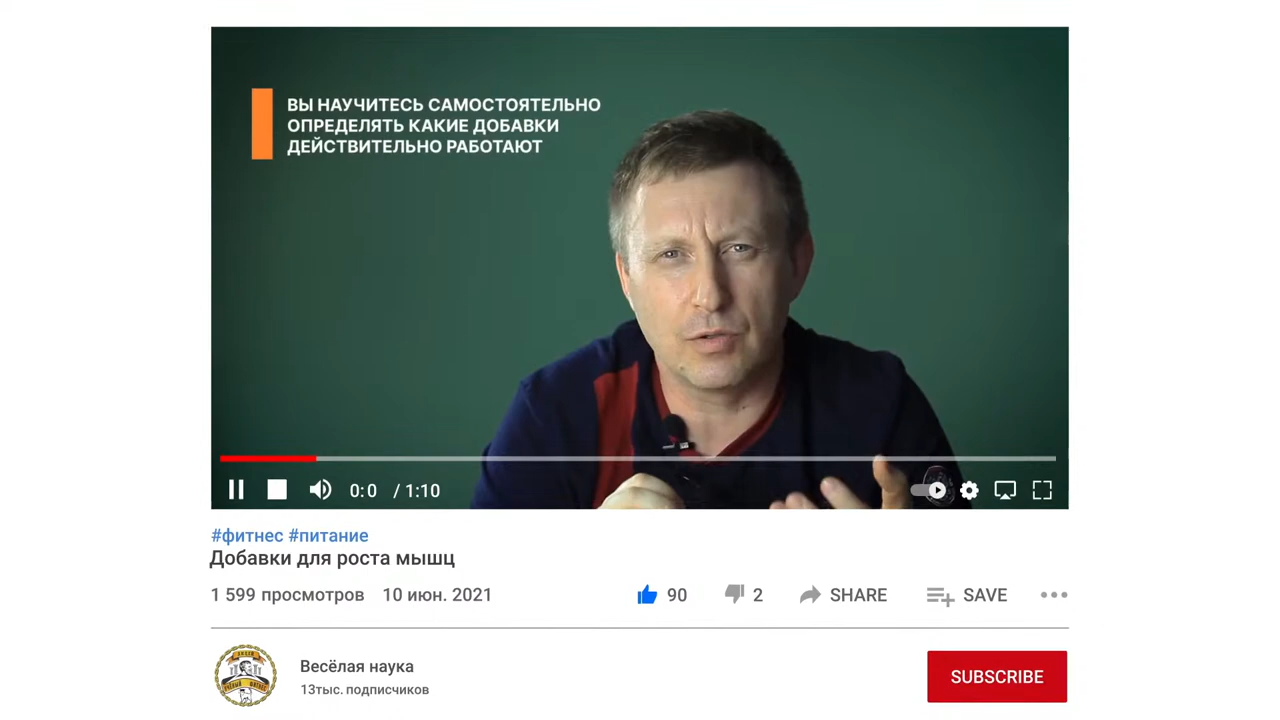 ВЫ НАУЧИТЕСЬ САМОСТОЯТЕЛЬНО
ОПРЕДЕЛЯТЬ КАКИЕ ДОБАВКИ
ДЕЙСТВИТЕЛЬНО РАБОТАЮТ
0:0 / 1:10
#фитнес #питание
Добавки для роста мышц
1 599 просмотров 10 июн. 2021
90 2 SHARE SAVE
Весёлая наука
13тыс. подписчиков
SUBSCRIBE